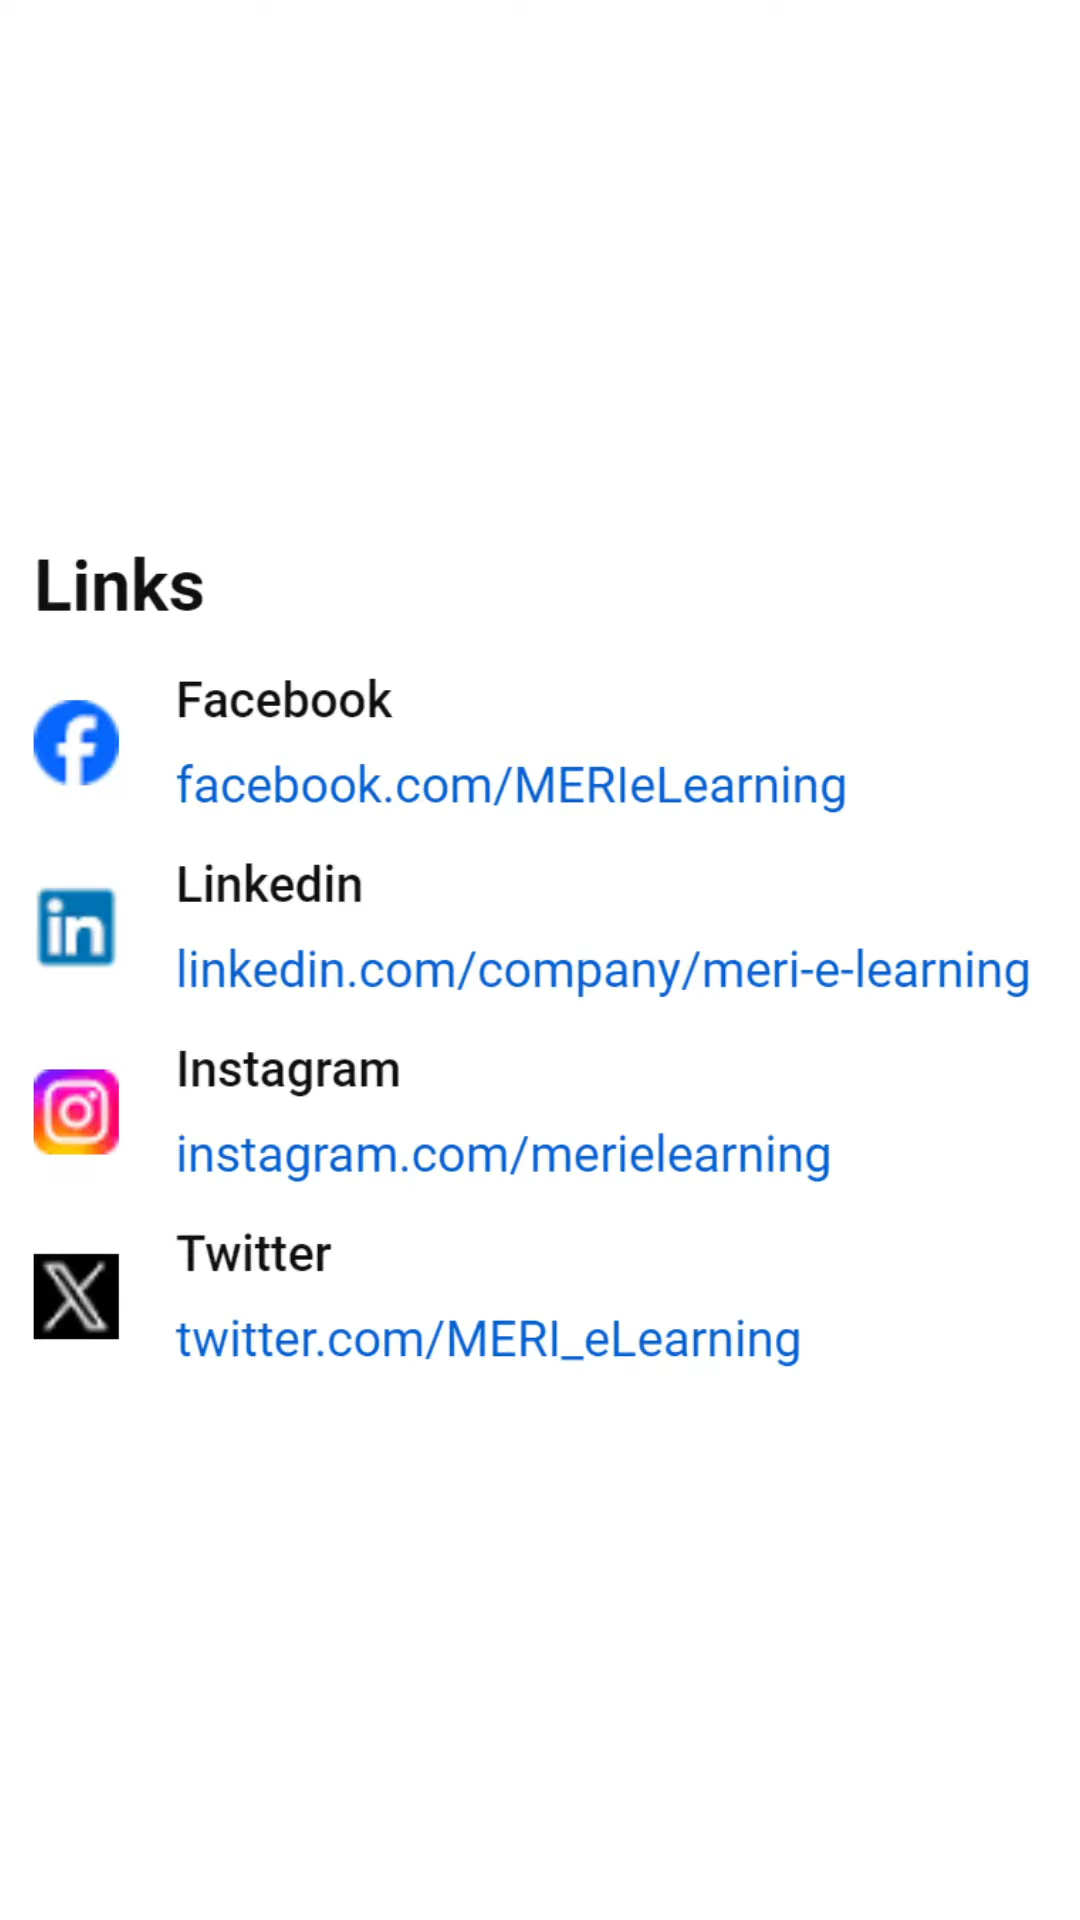 Links
Facebook
facebook.com/MERIeLearning
Linkedin
linkedin.com/company/meri-e-learning
Instagram
instagram.com/merielearning
Twitter
twitter.com/MERI_eLearning